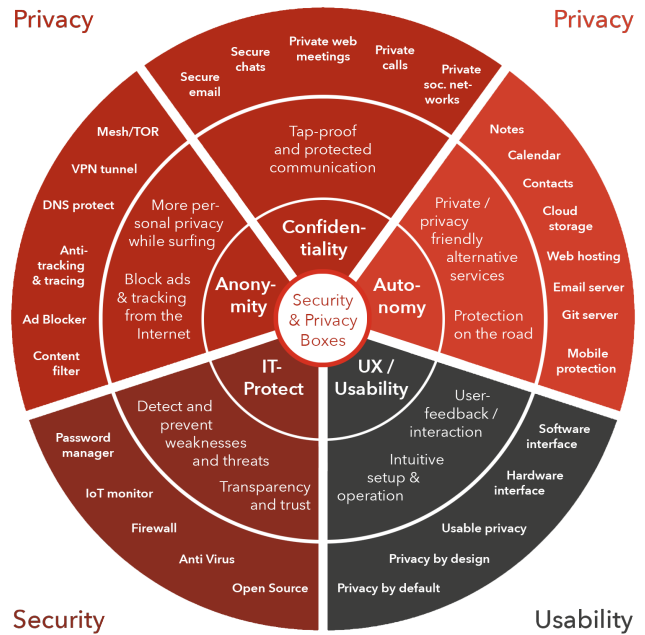 Privacy
Privacy
Private web
meetings
Secure
chats
Private
calls
Secure
email
Private
soc. net-
works
Tap-proof
and protected
communication
Confiden-
tiality
Mesh/TOR
VPN tunnel
DNS protect
Anti-
tracking
& tracing
Ad Blocker
Content
filter
More per-
sonal privacy
while surfing
Block ads
& tracking
from the
Internet
Anony-
mity
Security
& Privacy
Boxes
Auto-
nomy
Private /
privacy
friendly
alternative
services
Protection
on the road
Notes
Calendar
Contacts
Cloud
storage
Web hosting
Email server
Git server
Mobile
protection
IT-
Protect
Detect and
prevent
weaknesses
and threats
Transparency
and trust
Password
manager
IoT monitor
Firewall
Anti Virus
Open Source
UX /
Usability
User-
feedback /
interaction
Intuitive
setup &
operation
Software
interface
Hardware
interface
Usable privacy
Privacy by design
Privacy by default
Security
Usability